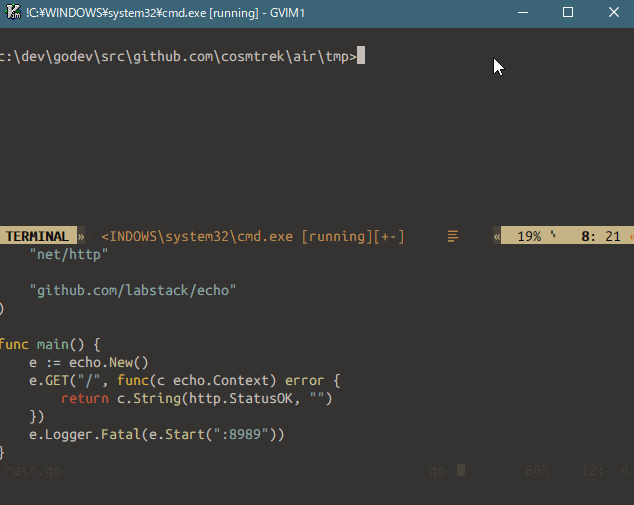 !C:¥WINDOWS¥system32¥cmd.exe [running] - GVIM1
c:\dev\godev\src\github.com\cosmtrek\air\tmp>
TERMINAL » <INDOWS\system32\cmd.exe [running][+-] « 19% 8: 21 «
"net/http"
"github.com/labstack/echo"
)
func main() {
e := echo.New()
e.GET("/", func(c echo.Context) error {
return c.String(http.StatusOK, "")
})
e.Logger.Fatal(e.Start(":8989"))
}
main.go go 80% 12: 4